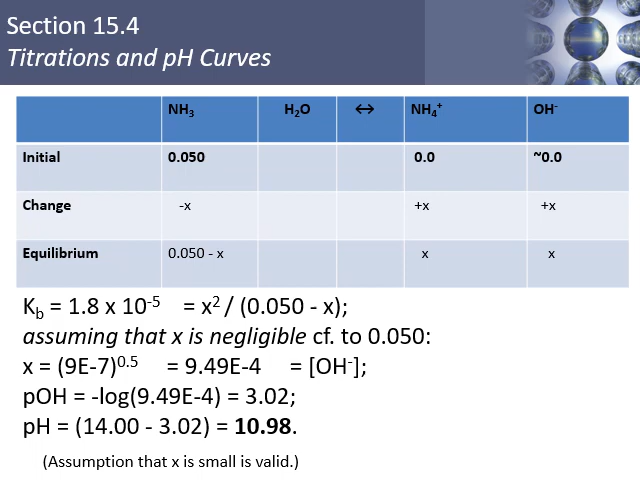 Section 15.4
Titrations and pH Curves
NH₃ H₂O ↔ NH₄⁺ OH⁻
Initial 0.050 0.0 ~0.0
Change -x +x +x
Equilibrium 0.050 - x x x
K_b = 1.8 x 10⁻⁵ = x² / (0.050 - x);
assuming that x is negligible cf. to 0.050:
x = (9E-7)⁰·⁵ = 9.49E-4 = [OH⁻];
pOH = -log(9.49E-4) = 3.02;
pH = (14.00 - 3.02) = 10.98.
(Assumption that x is small is valid.)